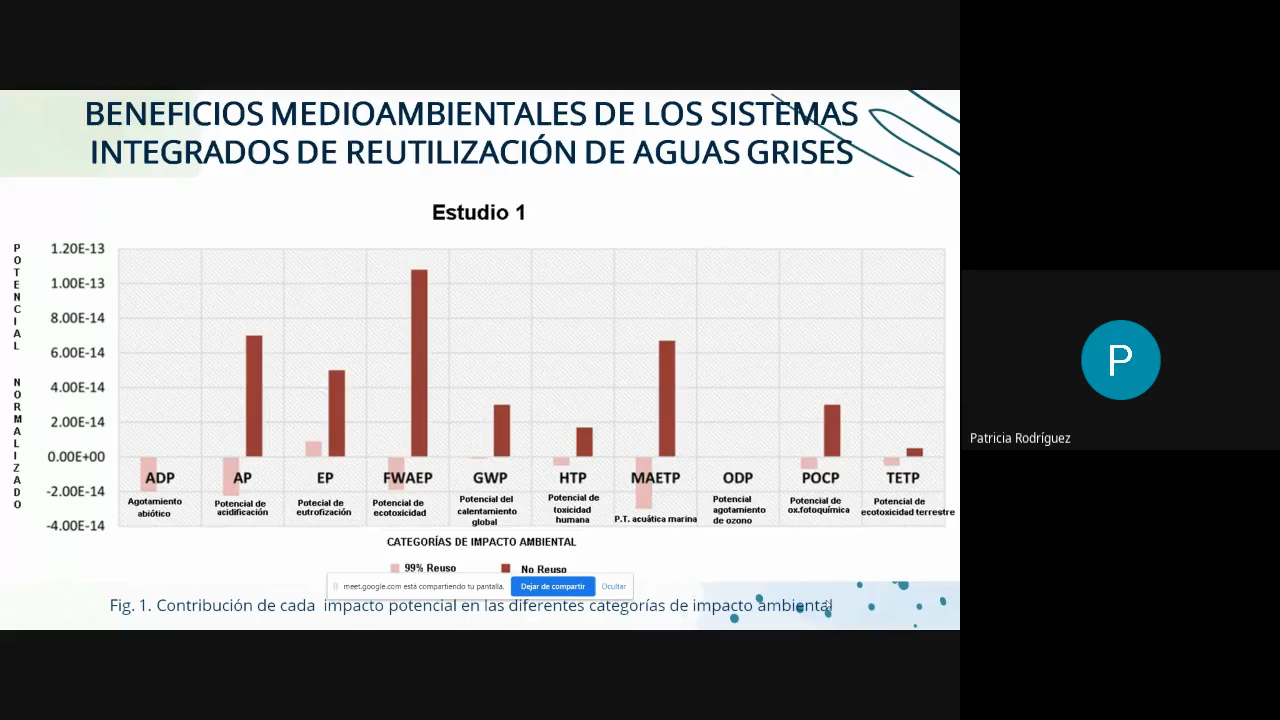 BENEFICIOS MEDIOAMBIENTALES DE LOS SISTEMAS
INTEGRADOS DE REUTILIZACIÓN DE AGUAS GRISES
Estudio 1
POTENCIAL NORMALIZADO
1.20E-13
1.00E-13
8.00E-14
6.00E-14
4.00E-14
2.00E-14
0.00E+00
-2.00E-14
-4.00E-14
ADP
AP
EP
FWAEP
GWP
HTP
MAETP
ODP
POCP
TETP
Agotamiento
abiótico
Potencial de
acidificación
Potecial de
eutrofización
Potencial de
ecotoxicidad
Potencial del
calentamiento
global
Potencial de
toxicidad
humana
P.T. acuática marina
Potencial
agotamiento
de ozono
Potencial de
ox.fotoquímica
Potencial de
ecotoxicidad terrestre
CATEGORÍAS DE IMPACTO AMBIENTAL
99% Reuso
No Reuso
meet.google.com está compartiendo tu pantalla.
Dejar de compartir
Ocultar
Fig. 1. Contribución de cada impacto potencial en las diferentes categorías de impacto ambiental
P
Patricia Rodríguez